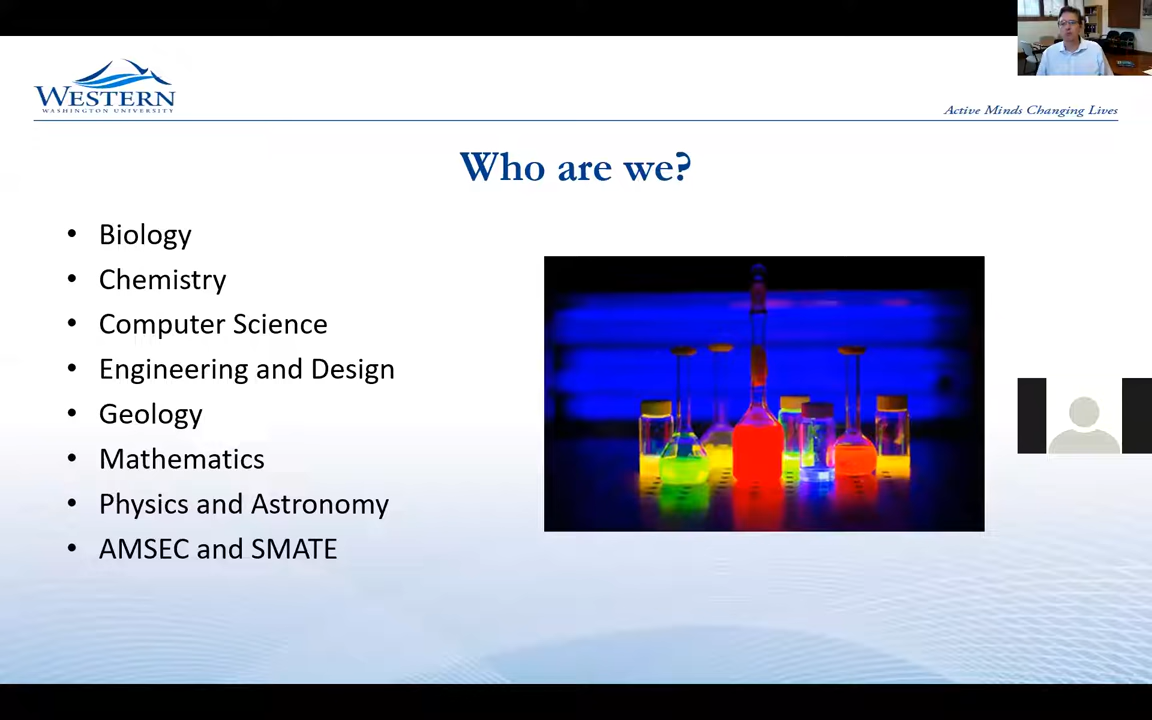 WESTERN
WASHINGTON UNIVERSITY
Active Minds Changing Lives
Who are we?
• Biology
• Chemistry
• Computer Science
• Engineering and Design
• Geology
• Mathematics
• Physics and Astronomy
• AMSEC and SMATE